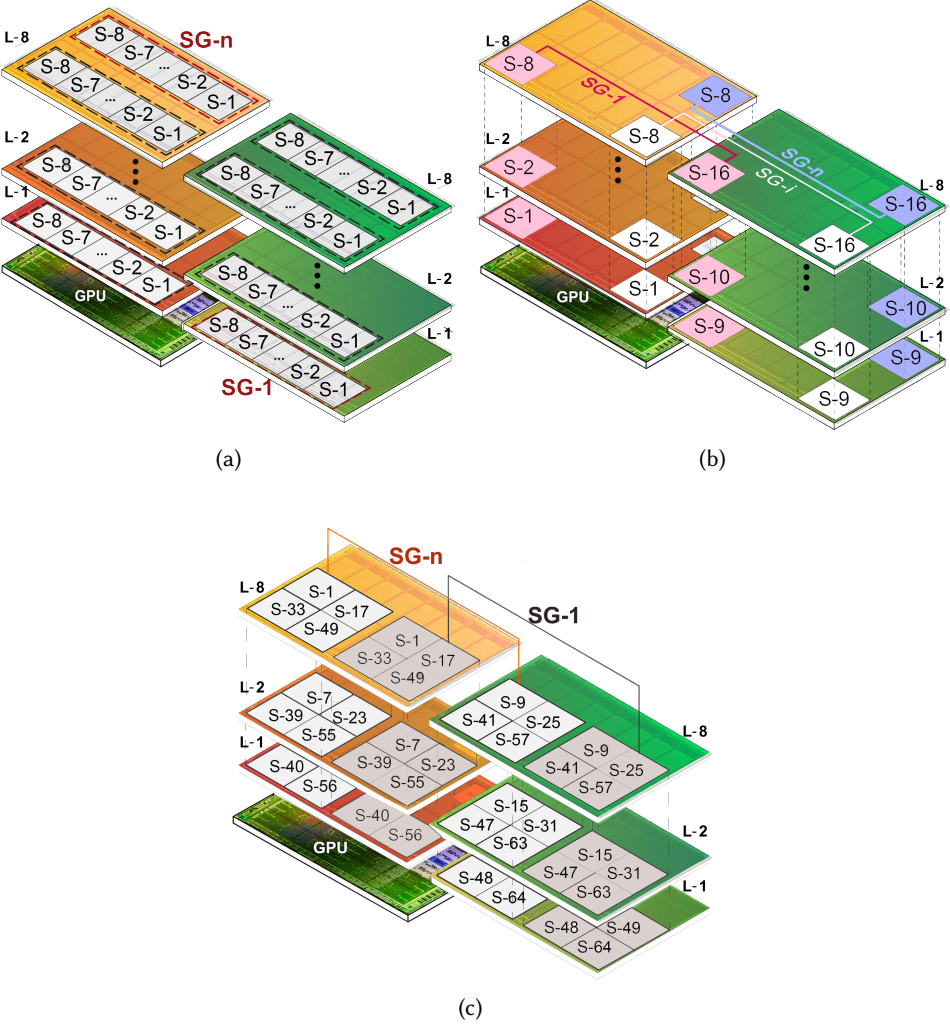 L-8
S-8
S-7
...
S-2
S-1
SG-n
S-8
S-7
...
S-2
S-1
L-2
S-8
S-7
...
S-2
S-1
L-1
S-8
S-7
...
S-2
S-1
GPU
S-8
S-7
...
S-2
S-1
L-8
S-8
S-7
...
S-2
S-1
L-2
S-8
S-7
...
S-2
S-1
L-1
S-8
S-7
...
S-2
S-1
SG-1
(a)
L-8
S-8
SG-1
S-8
S-8
L-2
S-2
S-2
L-1
S-1
S-1
GPU
SG-n
SG-i
S-16
S-16
S-16
L-8
S-10
S-10
S-10
L-2
S-9
S-9
S-9
L-1
(b)
SG-n
SG-1
L-8
S-1
S-33 S-17
S-49
S-1
S-33 S-17
S-49
L-2
S-7
S-39 S-23
S-55
S-7
S-39 S-23
S-55
L-1
S-40
S-56
S-40
S-56
GPU
S-9
S-41 S-25
S-57
S-9
S-41 S-25
S-57
L-8
S-15
S-47 S-31
S-63
S-15
S-47 S-31
S-63
L-2
S-48
S-64
S-48 S-49
S-64
L-1
(c)